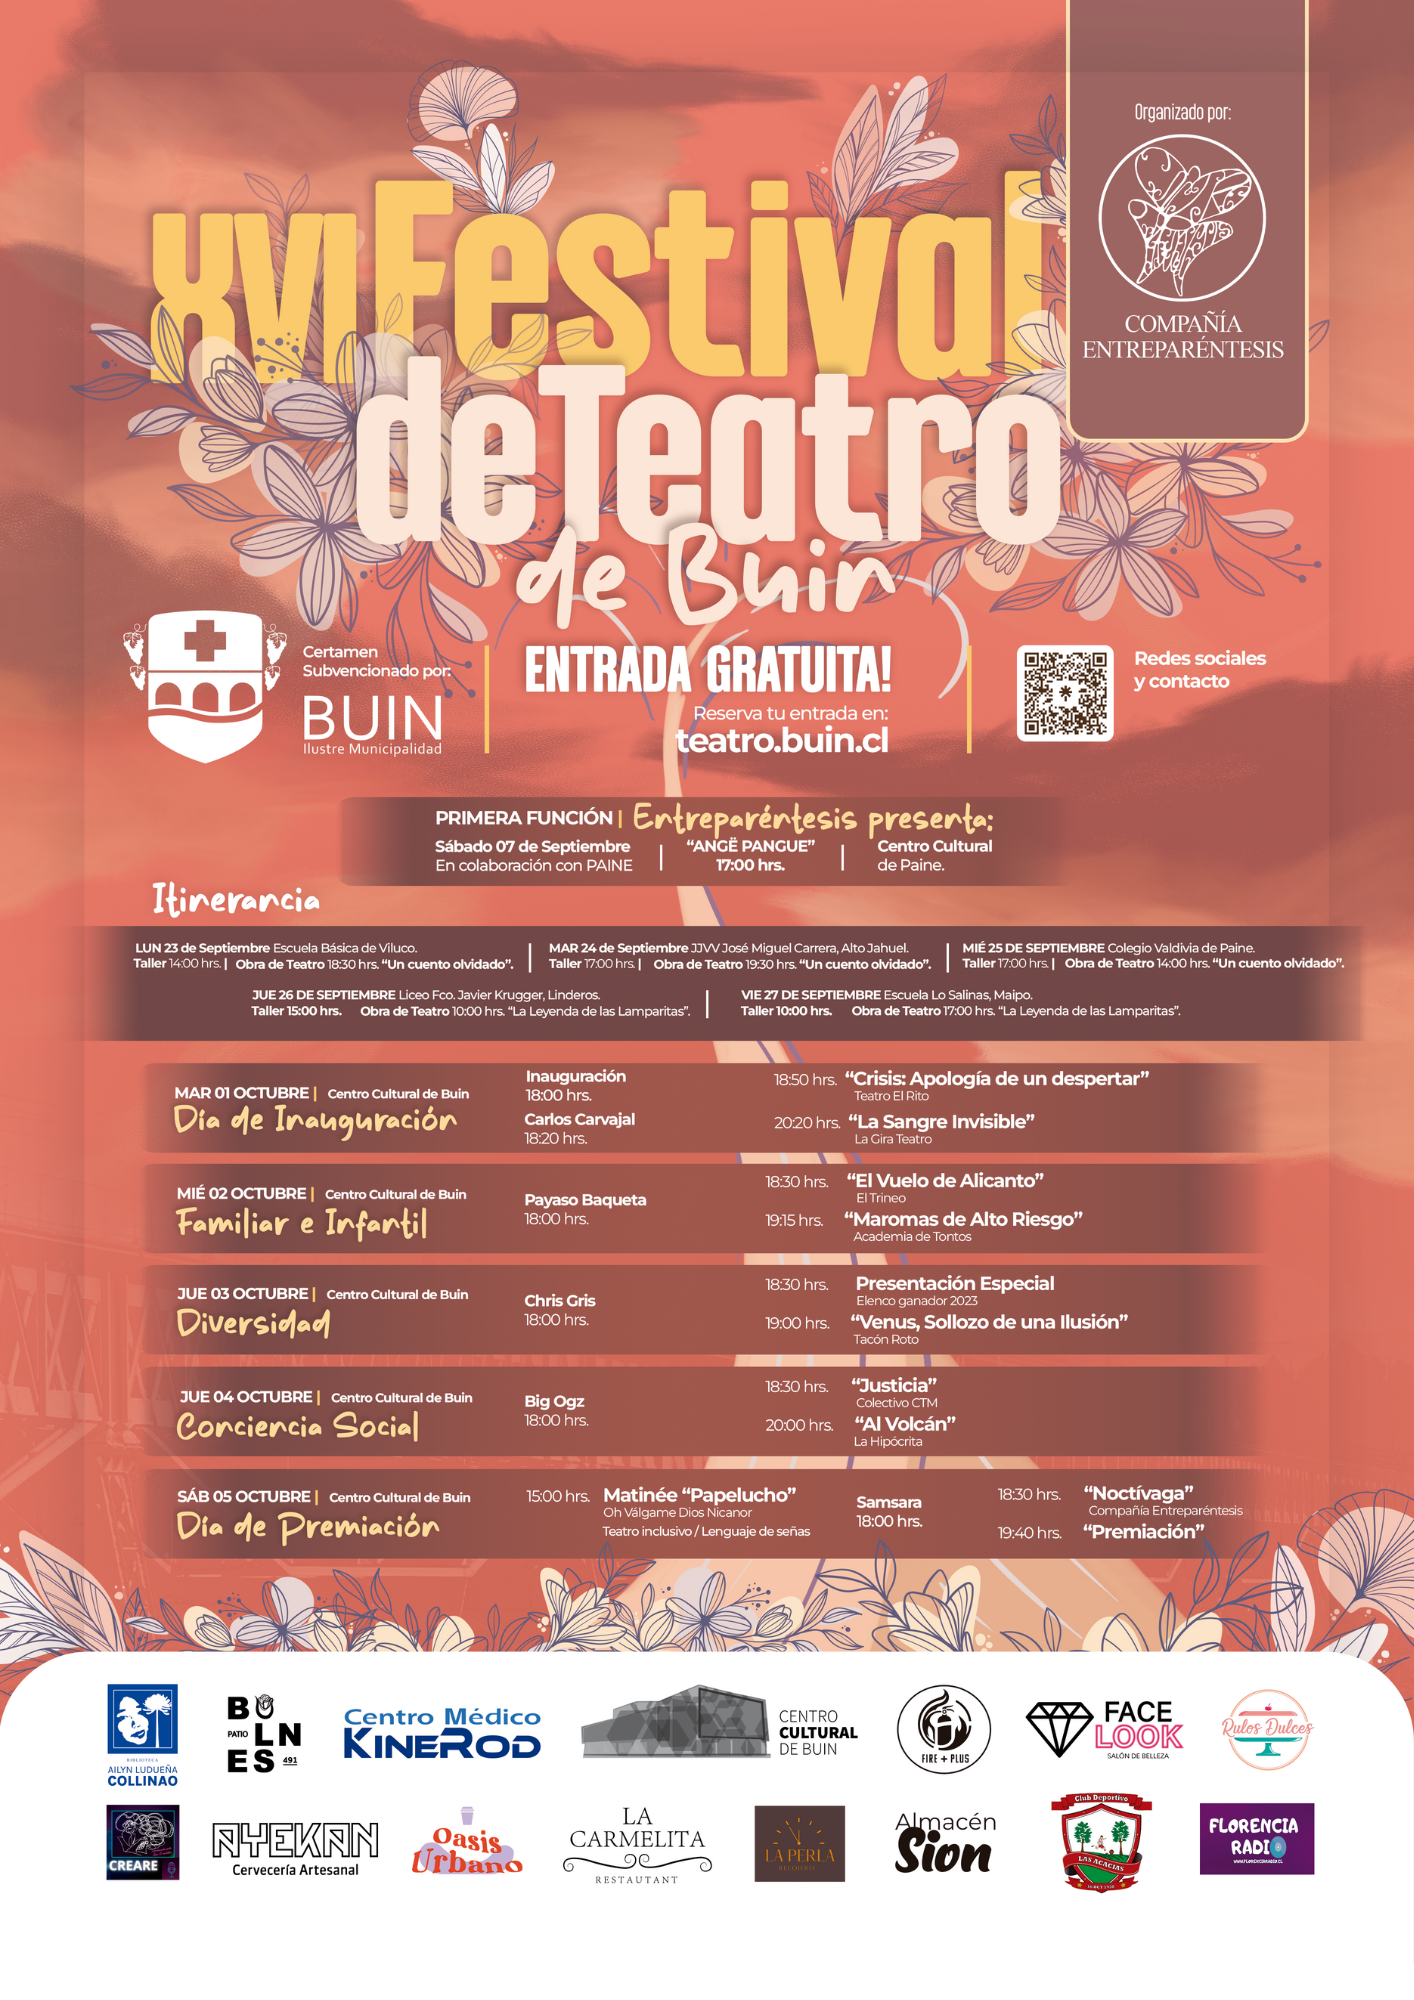 Organizado por:
COMPAÑÍA
ENTREPARÉNTESIS
XVI Festival
de Teatro
de Buin
Certamen
Subvencionado por:
BUIN
Ilustre Municipalidad
ENTRADA GRATUITA!
Reserva tu entrada en:
teatro.buin.cl
Redes sociales
y contacto
PRIMERA FUNCIÓN | Entreparéntesis presenta:
Sábado 07 de Septiembre | "ANGË PANGUE" | Centro Cultural
En colaboración con PAINE | 17:00 hrs. | de Paine.
Itinerancia
LUN 23 de Septiembre Escuela Básica de Viluco.
Taller 14:00 hrs. | Obra de Teatro 18:30 hrs. "Un cuento olvidado".
MAR 24 de Septiembre JJVV José Miguel Carrera, Alto Jahuel.
Taller 17:00 hrs. | Obra de Teatro 19:30 hrs. "Un cuento olvidado".
MIÉ 25 DE SEPTIEMBRE Colegio Valdivia de Paine.
Taller 17:00 hrs. | Obra de Teatro 14:00 hrs. "Un cuento olvidado".
JUE 26 DE SEPTIEMBRE Liceo Fco. Javier Krugger, Linderos.
Taller 15:00 hrs. Obra de Teatro 10:00 hrs. "La Leyenda de las Lamparitas".
VIE 27 DE SEPTIEMBRE Escuela Lo Salinas, Maipo.
Taller 10:00 hrs. Obra de Teatro 17:00 hrs. "La Leyenda de las Lamparitas".
MAR 01 OCTUBRE | Centro Cultural de Buin
Día de Inauguración
Inauguración
18:00 hrs.
Carlos Carvajal
18:20 hrs.
18:50 hrs. "Crisis: Apología de un despertar"
Teatro El Rito
20:20 hrs. "La Sangre Invisible"
La Gira Teatro
MIÉ 02 OCTUBRE | Centro Cultural de Buin
Familiar e Infantil
Payaso Baqueta
18:00 hrs.
18:30 hrs. "El Vuelo de Alicanto"
El Trineo
19:15 hrs. "Maromas de Alto Riesgo"
Academia de Tontos
JUE 03 OCTUBRE | Centro Cultural de Buin
Diversidad
Chris Gris
18:00 hrs.
18:30 hrs. Presentación Especial
Elenco ganador 2023
19:00 hrs. "Venus, Sollozo de una Ilusión"
Tacón Roto
JUE 04 OCTUBRE | Centro Cultural de Buin
Conciencia Social
Big Ogz
18:00 hrs.
18:30 hrs. "Justicia"
Colectivo CTM
20:00 hrs. "Al Volcán"
La Hipócrita
SÁB 05 OCTUBRE | Centro Cultural de Buin
Día de Premiación
15:00 hrs. Matinée "Papelucho"
Oh Válgame Dios Nicanor
Teatro inclusivo / Lenguaje de señas
Samsara
18:00 hrs.
18:30 hrs. "Noctívaga"
Compañía Entreparéntesis
19:40 hrs. "Premiación"
BIBLIOTECA
AILYN LUDUEÑA
COLLINAO
PATIO
BULNES
491
Centro Médico
KINEROD
CENTRO
CULTURAL
DE BUIN
FIRE + PLUS
FACE
LOOK
SALÓN DE BELLEZA
Rulos Dulces
CREARE
AYEKAN
Cervecería Artesanal
Oasis
Urbano
LA
CARMELITA
RESTAUTANT
LA PERLA
Almacén
Sion
Club Deportivo
LAS ACACIAS
FLORENCIA
RADIO